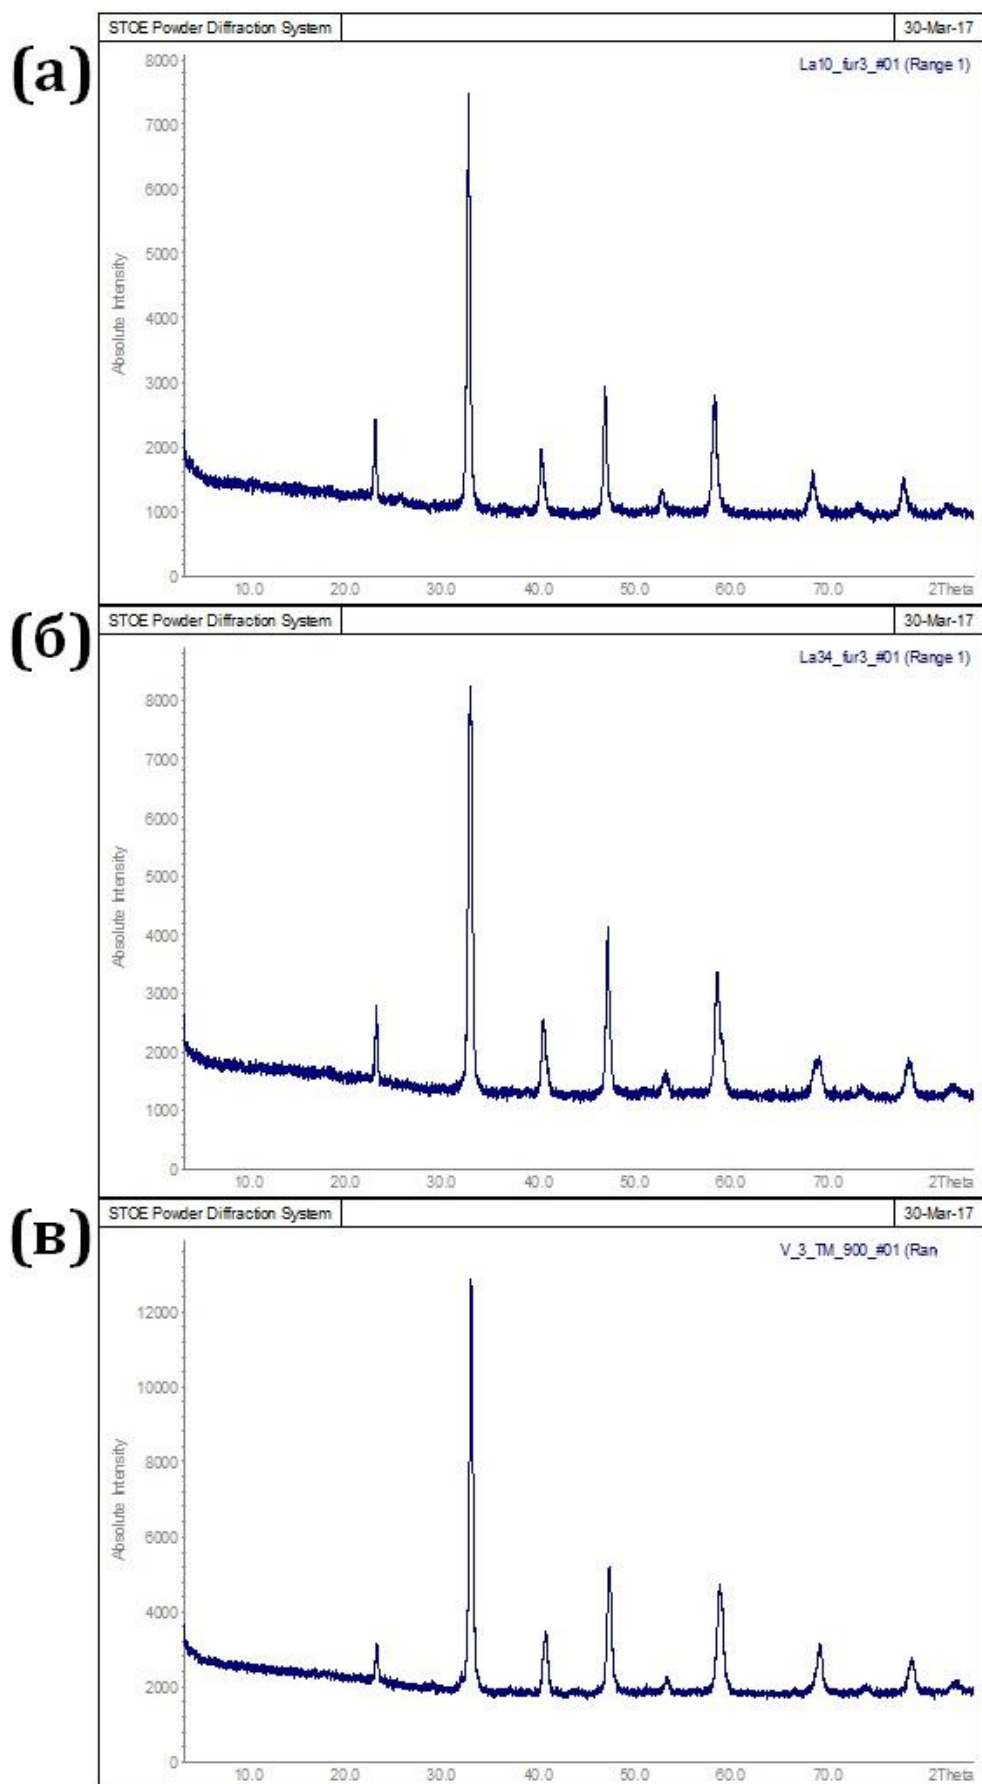 (а)
STOE Powder Diffraction System
30-Mar-17
La10_fur3_#01 (Range 1)
8000
7000
6000
5000
4000
3000
2000
1000
0
Absolute Intensity
10.0 20.0 30.0 40.0 50.0 60.0 70.0 2Theta
(б)
STOE Powder Diffraction System
30-Mar-17
La34_fur3_#01 (Range 1)
8000
7000
6000
5000
4000
3000
2000
1000
0
Absolute Intensity
10.0 20.0 30.0 40.0 50.0 60.0 70.0 2Theta
(в)
STOE Powder Diffraction System
30-Mar-17
V_3_TM_900_#01 (Ran
12000
10000
8000
6000
4000
2000
0
Absolute Intensity
10.0 20.0 30.0 40.0 50.0 60.0 70.0 2Theta